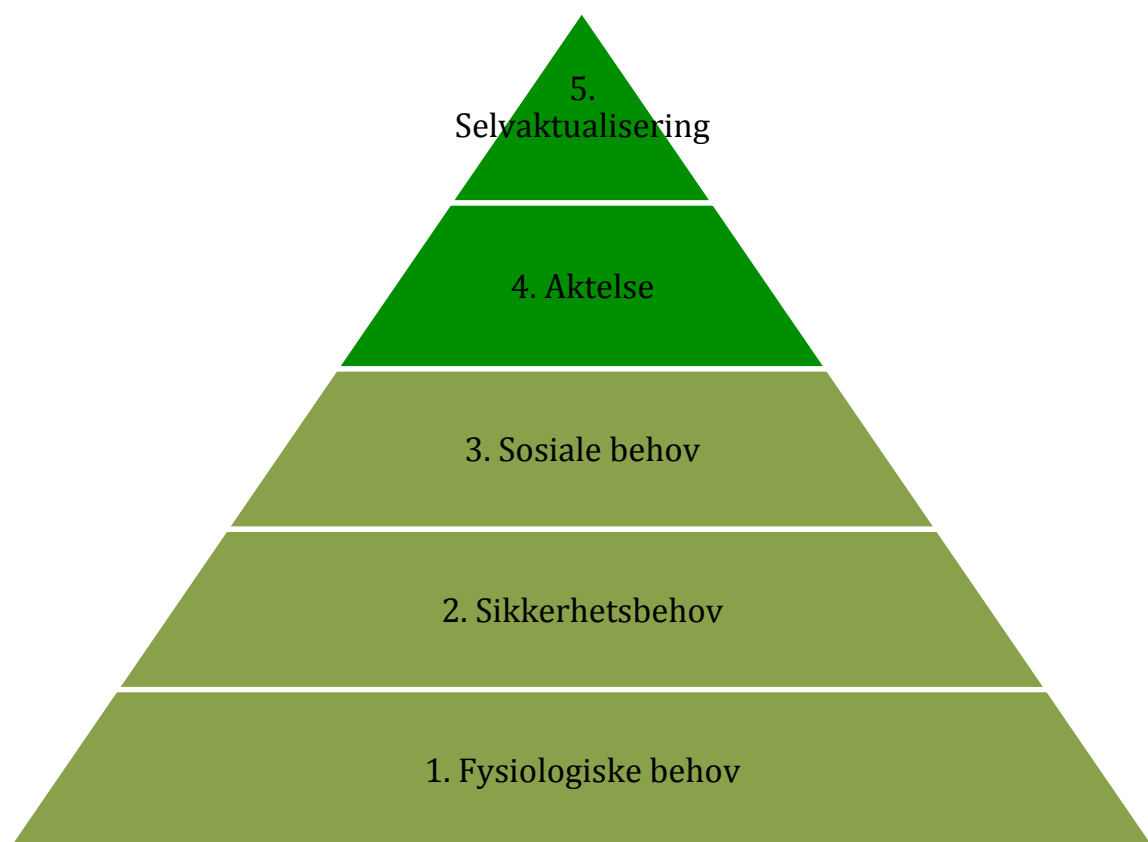 5.
Selvaktualisering
4. Aktelse
3. Sosiale behov
2. Sikkerhetsbehov
1. Fysiologiske behov